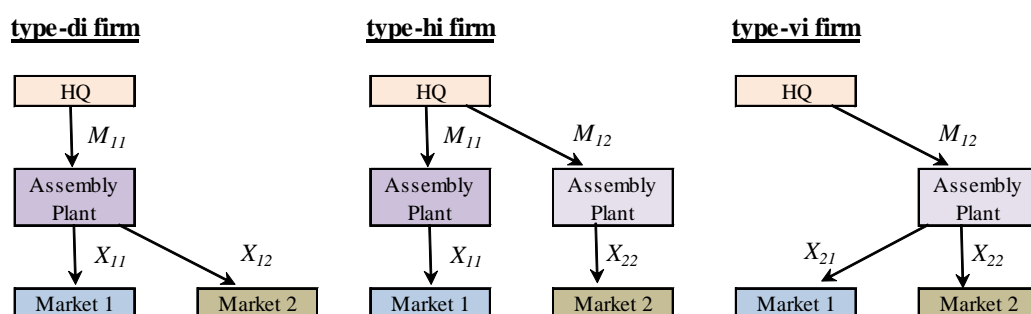 type-di firm
HQ
M11
Assembly
Plant
X11
X12
Market 1
Market 2
type-hi firm
HQ
M11
M12
Assembly
Plant
Assembly
Plant
X11
X22
Market 1
Market 2
type-vi firm
HQ
M12
Assembly
Plant
X21
X22
Market 1
Market 2